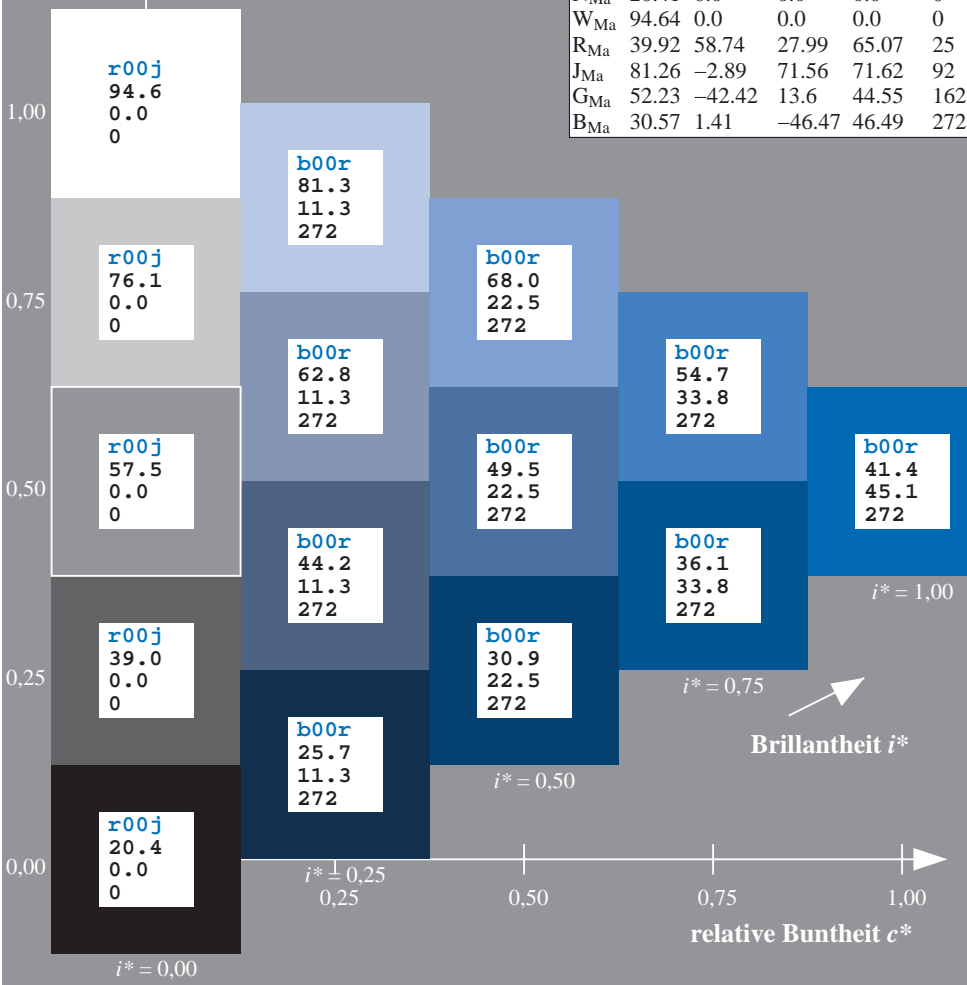 W_Ma 94.64 0.0 0.0 0.0 0
R_Ma 39.92 58.74 27.99 65.07 25
J_Ma 81.26 −2.89 71.56 71.62 92
G_Ma 52.23 −42.42 13.6 44.55 162
B_Ma 30.57 1.41 −46.47 46.49 272
1,00
0,75
0,50
0,25
0,00
r00j
94.6
0.0
0
r00j
76.1
0.0
0
r00j
57.5
0.0
0
r00j
39.0
0.0
0
r00j
20.4
0.0
0
i* = 0,00
b00r
81.3
11.3
272
b00r
62.8
11.3
272
b00r
44.2
11.3
272
b00r
25.7
11.3
272
i* = 0,25
b00r
68.0
22.5
272
b00r
49.5
22.5
272
b00r
30.9
22.5
272
i* = 0,50
b00r
54.7
33.8
272
b00r
36.1
33.8
272
i* = 0,75
b00r
41.4
45.1
272
i* = 1,00
Brillantheit i*
0,25 0,50 0,75 1,00
relative Buntheit c*